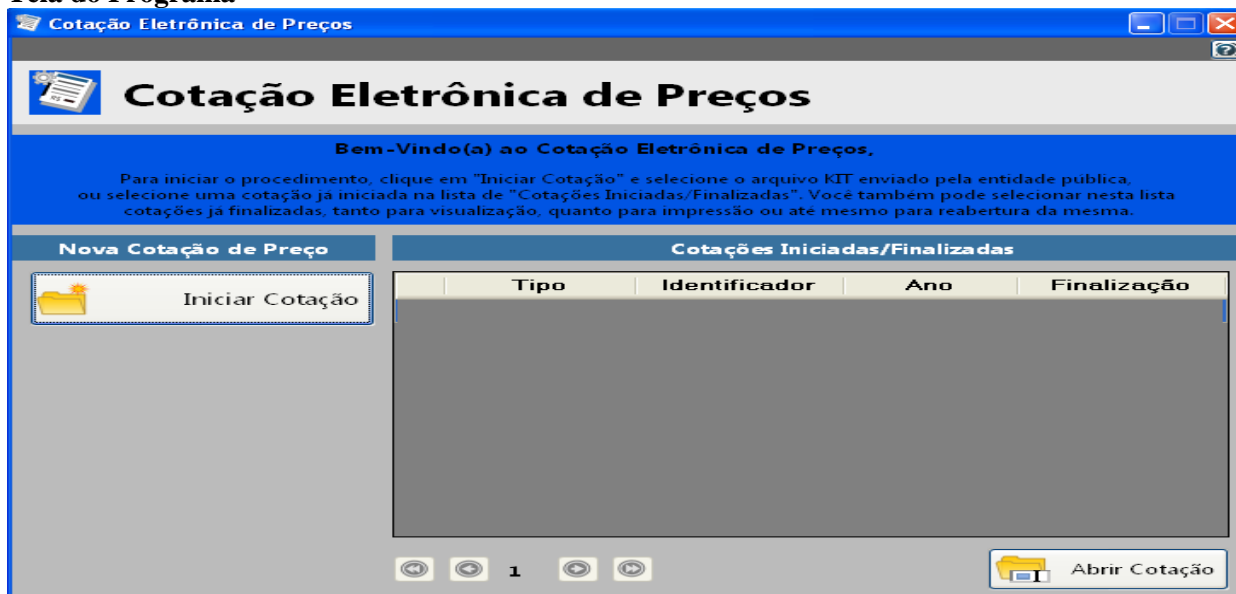 Tela do Programa
Cotação Eletrônica de Preços
Cotação Eletrônica de Preços
Bem-Vindo(a) ao Cotação Eletrônica de Preços,
Para iniciar o procedimento, clique em "Iniciar Cotação" e selecione o arquivo KIT enviado pela entidade pública,
ou selecione uma cotação já iniciada na lista de "Cotações Iniciadas/Finalizadas". Você também pode selecionar nesta lista
cotações já finalizadas, tanto para visualização, quanto para impressão ou até mesmo para reabertura da mesma.
Nova Cotação de Preço
Cotações Iniciadas/Finalizadas
Iniciar Cotação
Tipo Identificador Ano Finalização
1
Abrir Cotação